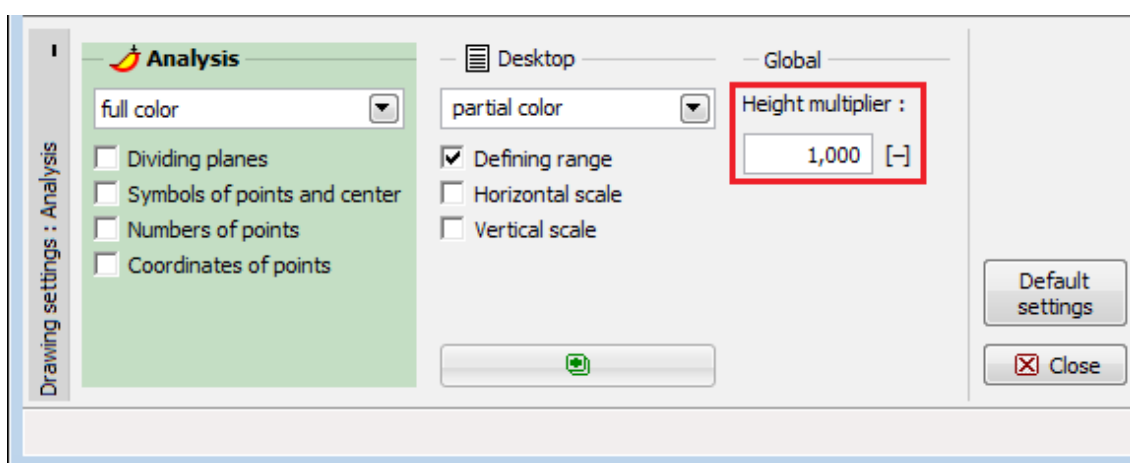 Drawing settings : Analysis
Analysis
full color
Dividing planes
Symbols of points and center
Numbers of points
Coordinates of points
Desktop
partial color
Defining range
Horizontal scale
Vertical scale
Global
Height multiplier :
1,000 [–]
Default
settings
Close